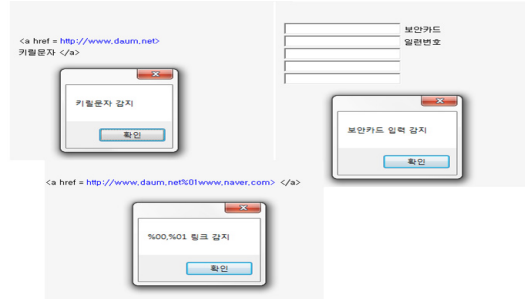 <a href = http://www.daum.net>
키릴문자 </a>
키릴문자 감지
확인
보안카드
일련번호
보안카드 입력 감지
확인
<a href = http://www.daum.net%01www.naver.com> </a>
%00,%01 링크 감지
확인